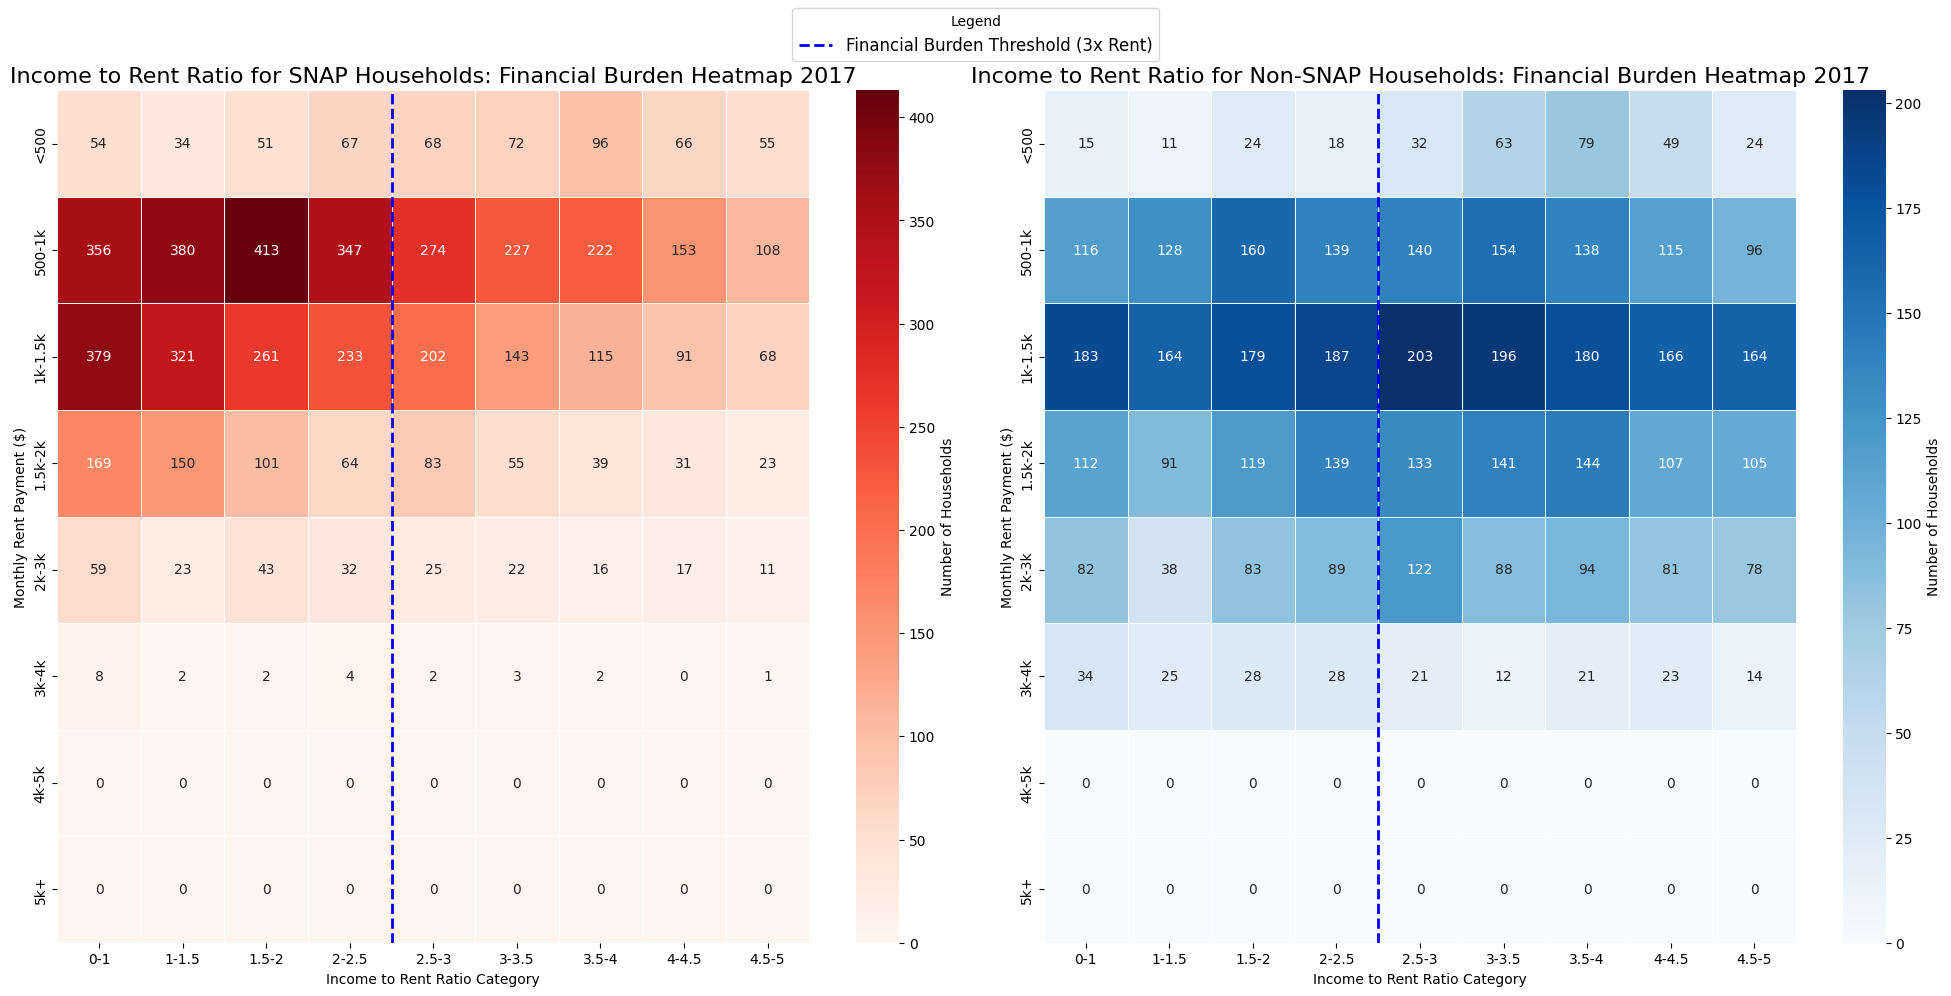 Legend
Financial Burden Threshold (3x Rent)
Income to Rent Ratio for SNAP Households: Financial Burden Heatmap 2017
Monthly Rent Payment ($)
<500 54 34 51 67 68 72 96 66 55
500-1k 356 380 413 347 274 227 222 153 108
1k-1.5k 379 321 261 233 202 143 115 91 68
1.5k-2k 169 150 101 64 83 55 39 31 23
2k-3k 59 23 43 32 25 22 16 17 11
3k-4k 8 2 2 4 2 3 2 0 1
4k-5k 0 0 0 0 0 0 0 0 0
5k+ 0 0 0 0 0 0 0 0 0
0-1 1-1.5 1.5-2 2-2.5 2.5-3 3-3.5 3.5-4 4-4.5 4.5-5
Income to Rent Ratio Category
400
350
300
250
200
150
100
50
0
Number of Households
Income to Rent Ratio for Non-SNAP Households: Financial Burden Heatmap 2017
Monthly Rent Payment ($)
<500 15 11 24 18 32 63 79 49 24
500-1k 116 128 160 139 140 154 138 115 96
1k-1.5k 183 164 179 187 203 196 180 166 164
1.5k-2k 112 91 119 139 133 141 144 107 105
2k-3k 82 38 83 89 122 88 94 81 78
3k-4k 34 25 28 28 21 12 21 23 14
4k-5k 0 0 0 0 0 0 0 0 0
5k+ 0 0 0 0 0 0 0 0 0
0-1 1-1.5 1.5-2 2-2.5 2.5-3 3-3.5 3.5-4 4-4.5 4.5-5
Income to Rent Ratio Category
200
175
150
125
100
75
50
25
0
Number of Households